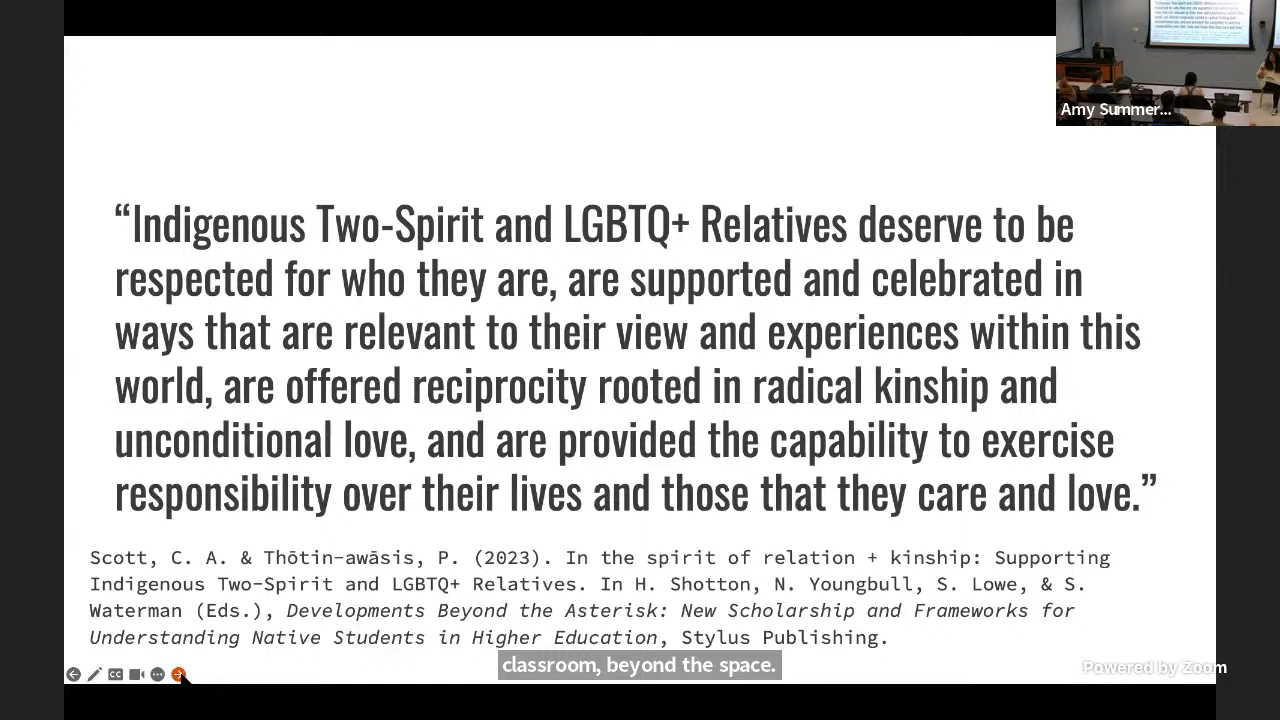 Amy Summer...
“Indigenous Two-Spirit and LGBTQ+ Relatives deserve to be
respected for who they are, are supported and celebrated in
ways that are relevant to their view and experiences within this
world, are offered reciprocity rooted in radical kinship and
unconditional love, and are provided the capability to exercise
responsibility over their lives and those that they care and love.”
Scott, C. A. & Thōtin-awāsis, P. (2023). In the spirit of relation + kinship: Supporting
Indigenous Two-Spirit and LGBTQ+ Relatives. In H. Shotton, N. Youngbull, S. Lowe, & S.
Waterman (Eds.), Developments Beyond the Asterisk: New Scholarship and Frameworks for
Understanding Native Students in Higher Education, Stylus Publishing.
classroom, beyond the space.
CC
Powered by Zoom